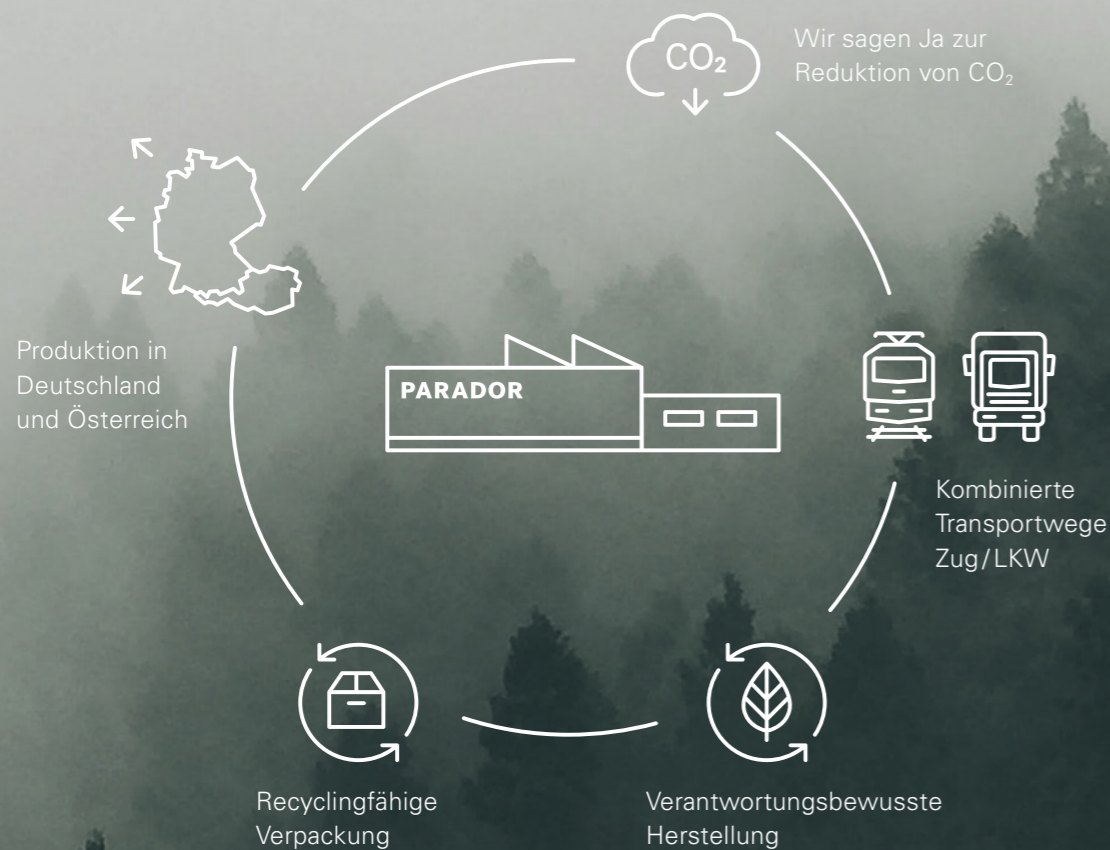 CO₂
Wir sagen Ja zur
Reduktion von CO₂
Produktion in
Deutschland
und Österreich
PARADOR
Kombinierte
Transportwege
Zug/LKW
Recyclingfähige
Verpackung
Verantwortungsbewusste
Herstellung